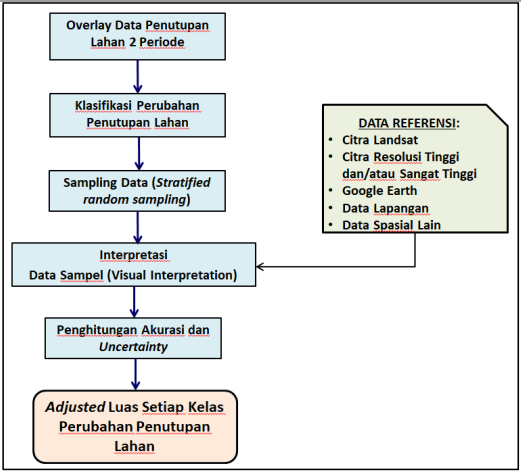 Overlay Data Penutupan
Lahan 2 Periode
Klasifikasi Perubahan
Penutupan Lahan
Sampling Data (Stratified
random sampling)
Interpretasi
Data Sampel (Visual Interpretation)
Penghitungan Akurasi dan
Uncertainty
Adjusted Luas Setiap Kelas
Perubahan Penutupan
Lahan
DATA REFERENSI:
• Citra Landsat
• Citra Resolusi Tinggi
dan/atau Sangat Tinggi
• Google Earth
• Data Lapangan
• Data Spasial Lain